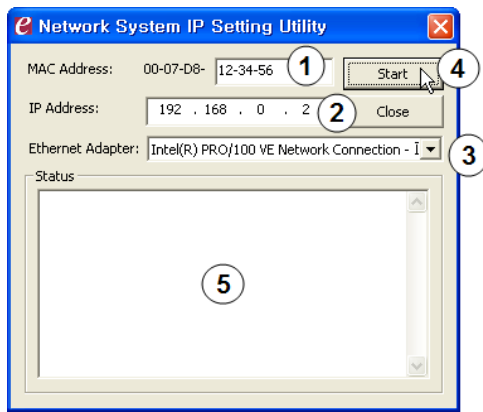 Network System IP Setting Utility
MAC Address: 00-07-D8- 12-34-56 1 Start 4
IP Address: 192 . 168 . 0 . 2 2 Close
Ethernet Adapter: Intel(R) PRO/100 VE Network Connection - 3
Status
5